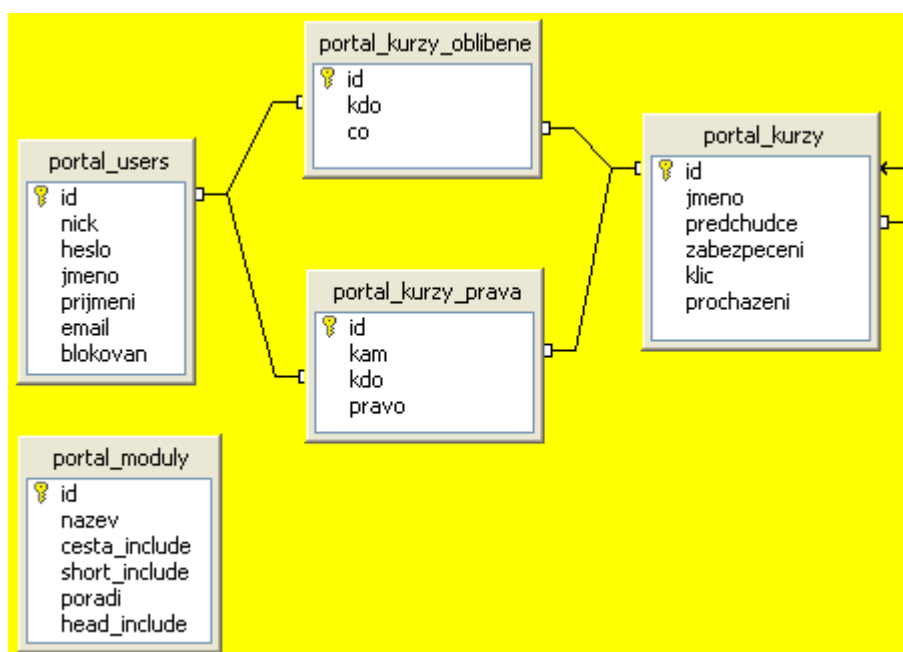 portal_kurzy_oblibene
id
kdo
co
portal_users
id
nick
heslo
jmeno
prijmeni
email
blokovan
portal_kurzy
id
jmeno
predchudce
zabezpeceni
klic
prochazeni
portal_kurzy_prava
id
kam
kdo
pravo
portal_moduly
id
nazev
cesta_include
short_include
poradi
head_include